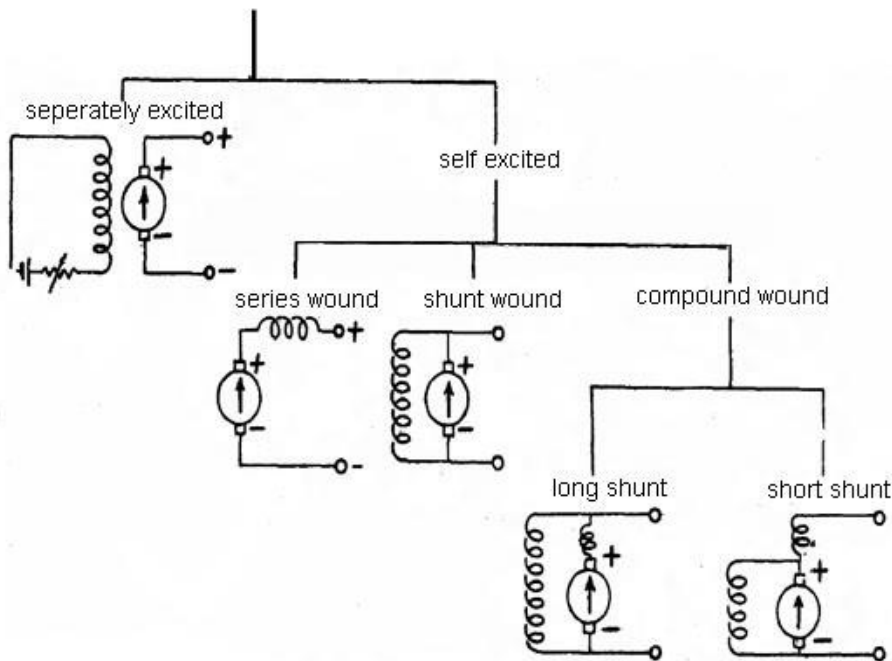 seperately excited
+
self excited
+
-
-
series wound
shunt wound
compound wound
+
+
+
-
-
-
long shunt
short shunt
+
+
-
-